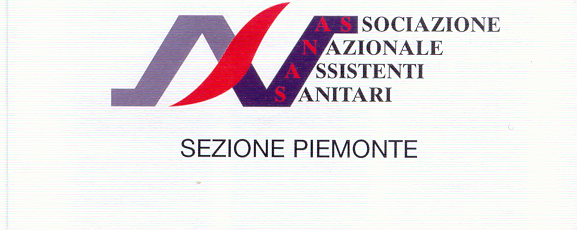 ASSOCIAZIONE
NAZIONALE
ASSISTENTI
SANITARI
SEZIONE PIEMONTE